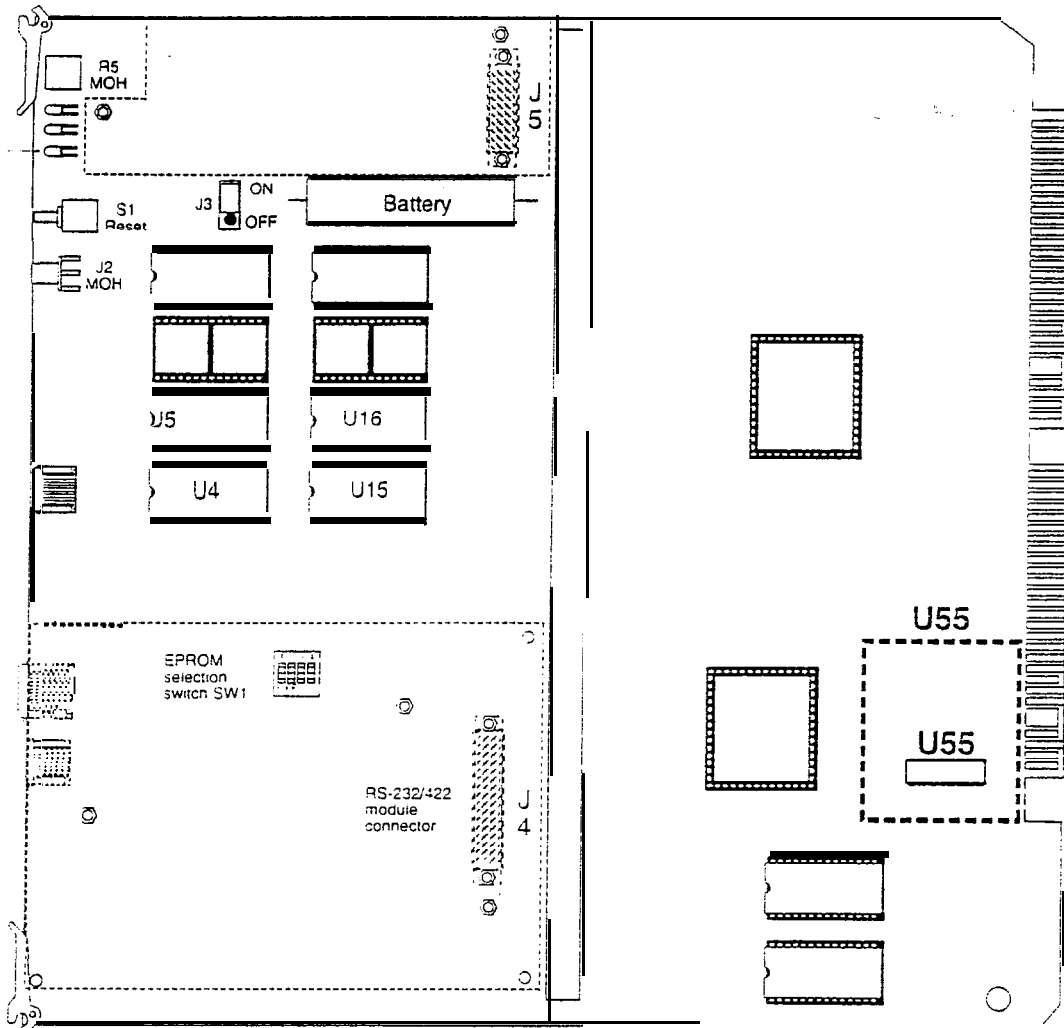 R5
MOH
J
5
ON
J3
OFF
Battery
S1
Reset
J2
MOH
J5
U16
U4
U15
U55
EPROM
selection
switch SW1
U55
RS-232/422
module
connector
J
4